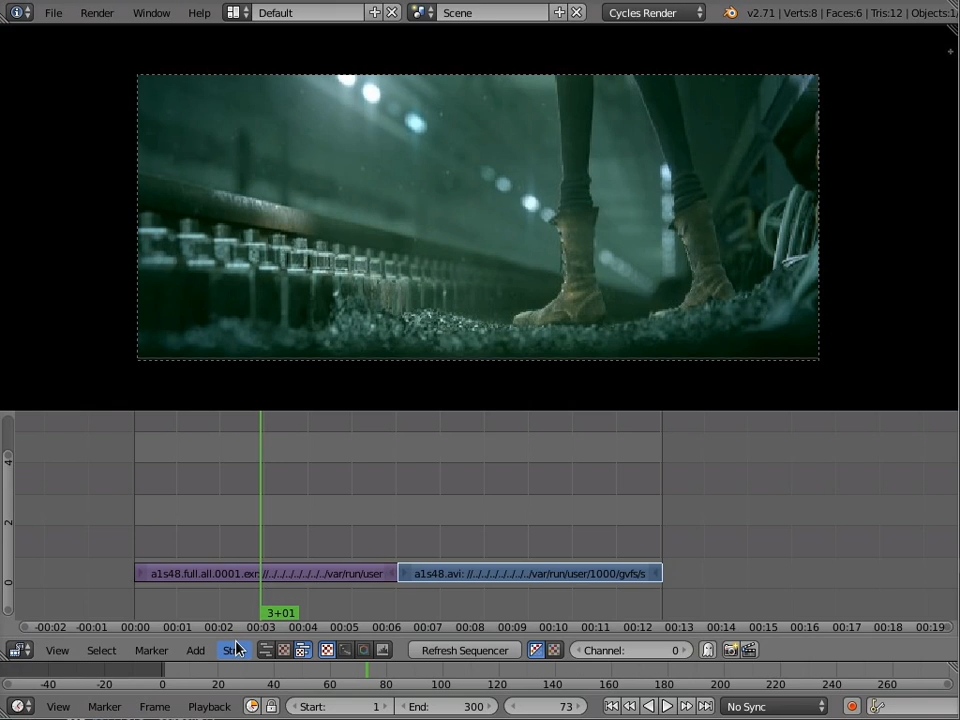 File Render Window Help Default Scene Cycles Render v2.71 | Verts:8 | Faces:6 | Tris:12 | Objects:1/
4
2
0
a1s48.full.all.0001.exr: //../../../../../../../var/run/user a1s48.avi: //../../../../../../../var/run/user/1000/gvfs/s
3+01
-00:02 -00:01 00:00 00:01 00:02 00:03 00:04 00:05 00:06 00:07 00:08 00:09 00:10 00:11 00:12 00:13 00:14 00:15 00:16 00:17 00:18 00:19
View Select Marker Add Refresh Sequencer Channel: 0
-40 -20 0 20 40 60 80 100 120 140 160 180 200 220 240 260
View Marker Frame Playback Start: 1 End: 300 73 No Sync